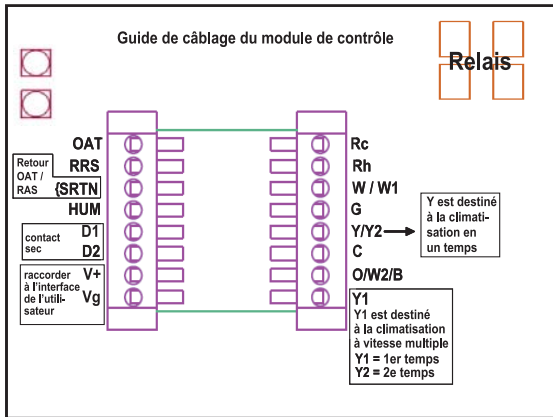 Guide de câblage du module de contrôle
Relais
OAT
RRS
{SRTN
HUM
D1
D2
V+
Vg
Retour
OAT /
RAS
contact
sec
raccorder
à l'interface
de l'utili-
sateur
Rc
Rh
W / W1
G
Y/Y2
C
O/W2/B
Y1
Y est destiné
à la climati-
sation en
un temps
Y1 est destiné
à la climatisation
à vitesse multiple
Y1 = 1er temps
Y2 = 2e temps